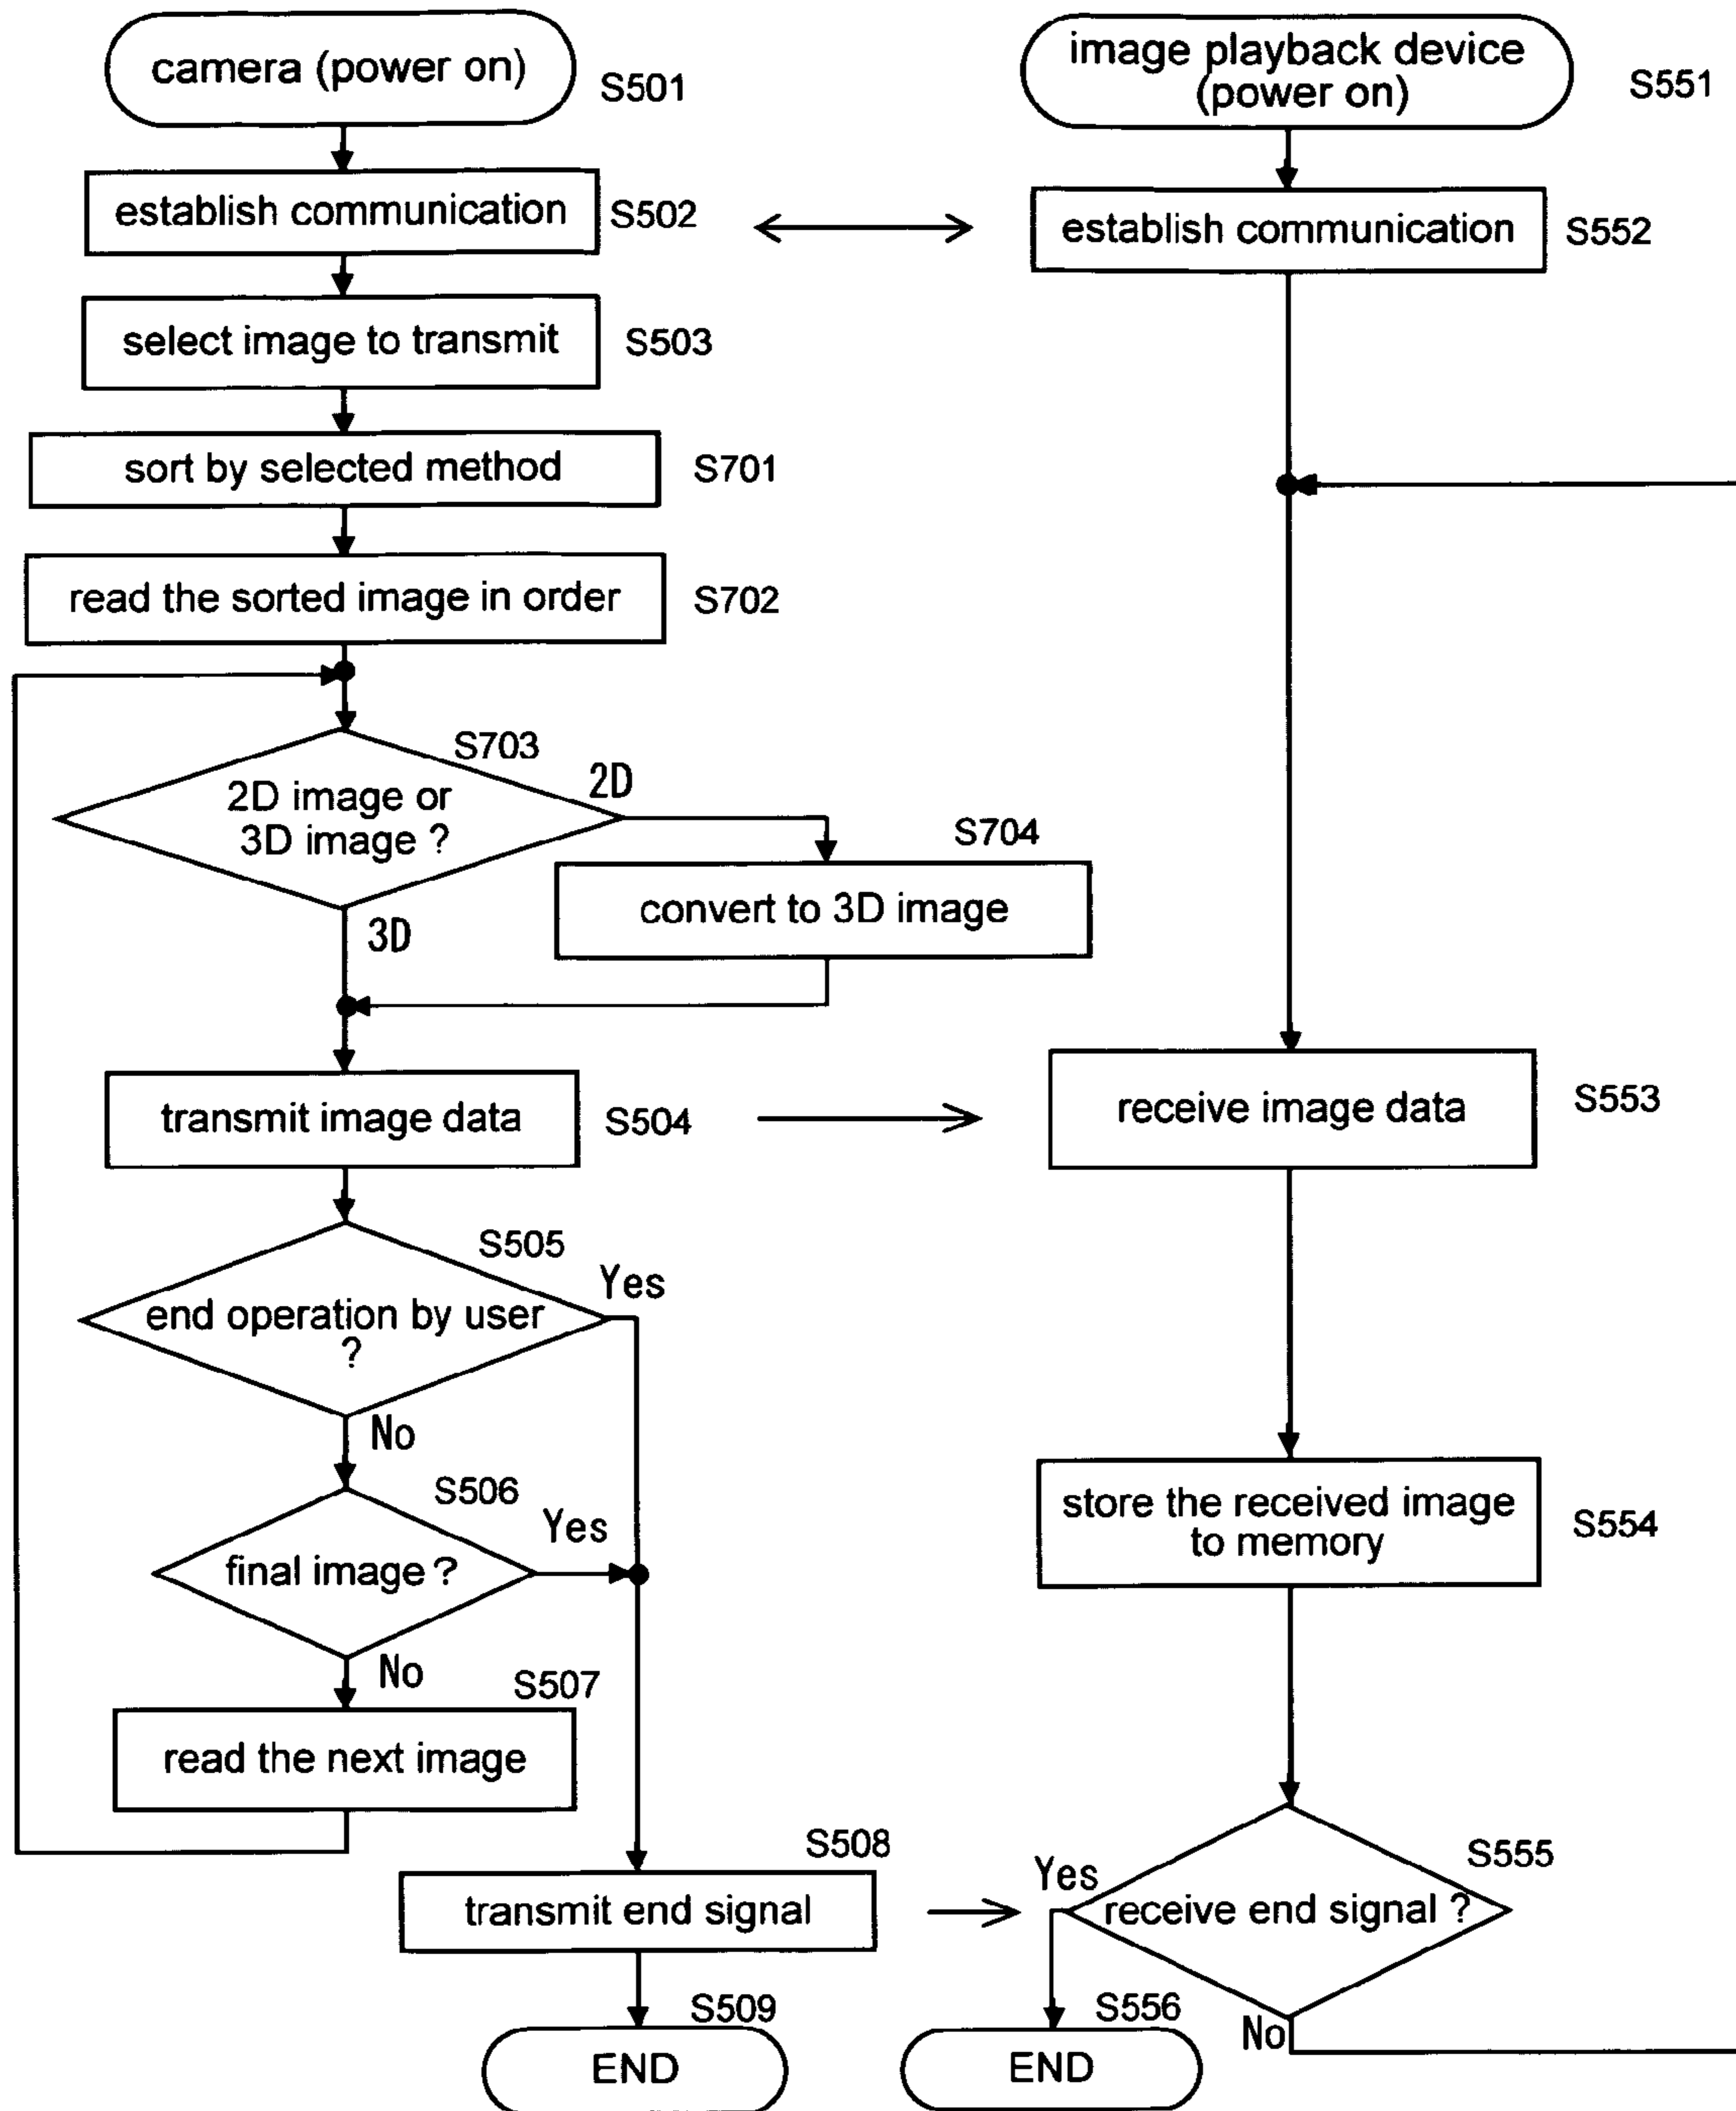 camera (power on)
S501
establish communication
S502
select image to transmit
S503
sort by selected method
S701
read the sorted image in order
S702
S703
2D image or
3D image ?
2D
3D
S704
convert to 3D image
transmit image data
S504
S505
end operation by user
?
Yes
No
S506
final image ?
Yes
No
S507
read the next image
S508
transmit end signal
S509
END
image playback device
(power on)
S551
establish communication
S552
receive image data
S553
store the received image
to memory
S554
S555
receive end signal ?
Yes
No
S556
END